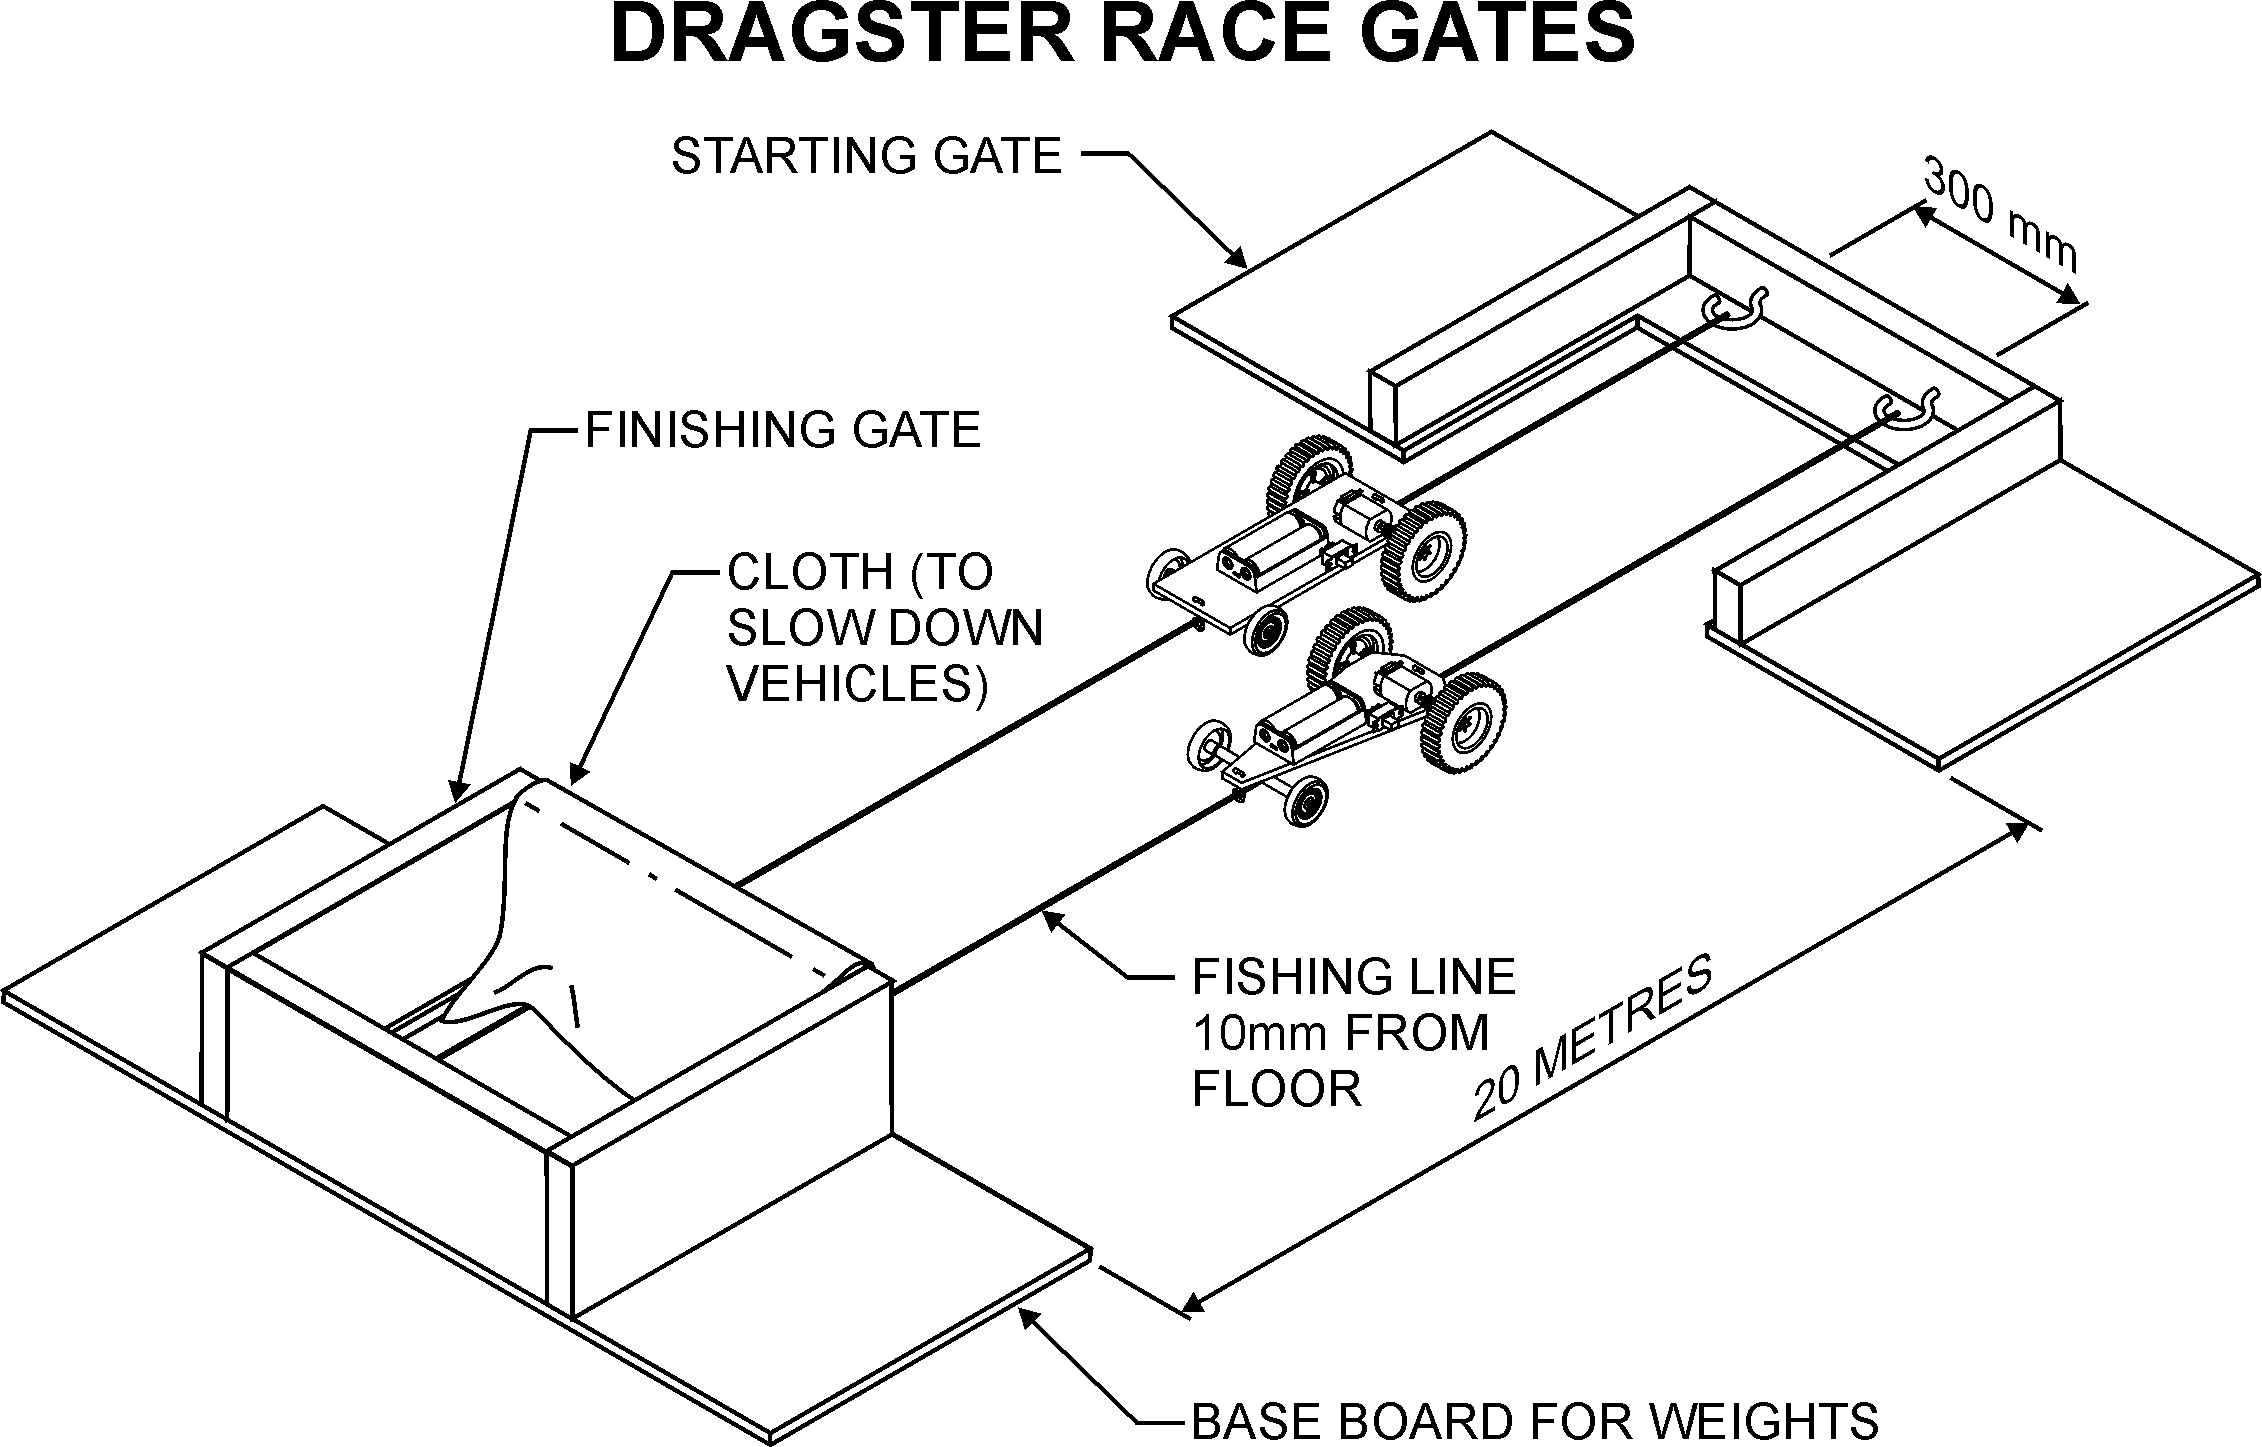 DRAGSTER RACE GATES
STARTING GATE
300 mm
FINISHING GATE
CLOTH (TO
SLOW DOWN
VEHICLES)
FISHING LINE
10mm FROM
FLOOR
20 METRES
BASE BOARD FOR WEIGHTS